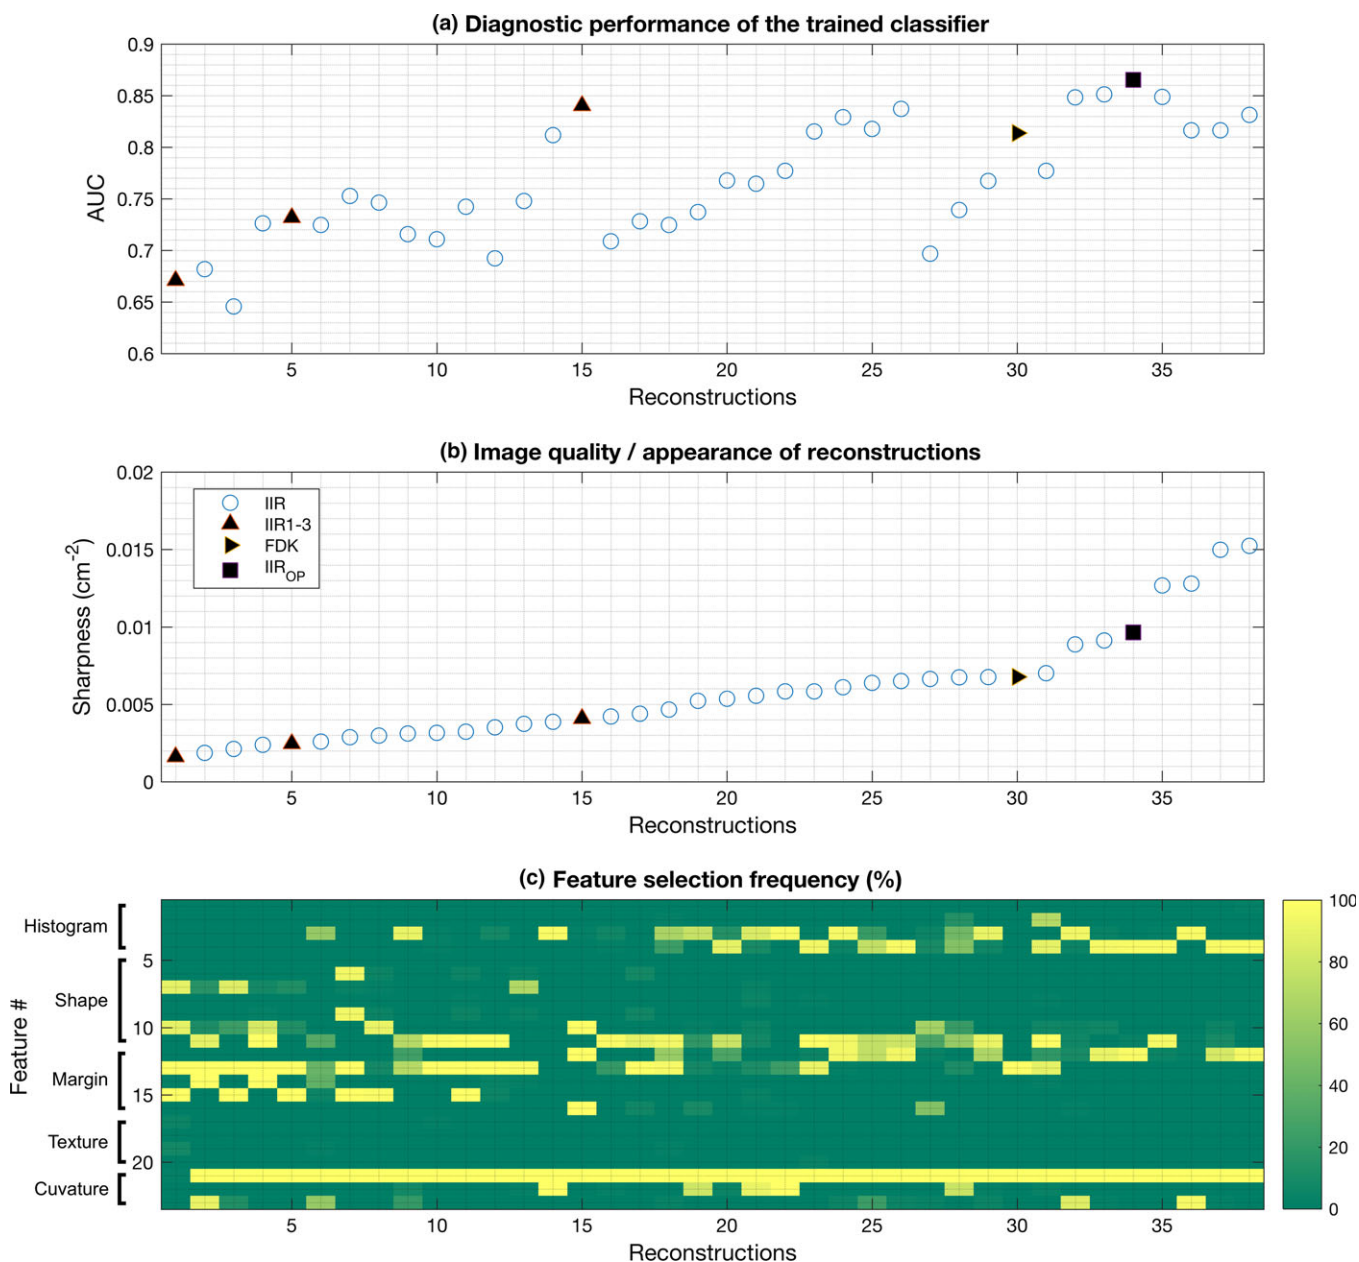 (a) Diagnostic performance of the trained classifier
0.9
0.85
0.8
0.75
0.7
0.65
0.6
AUC
5 10 15 20 25 30 35
Reconstructions
(b) Image quality / appearance of reconstructions
0.02
0.015
0.01
0.005
0
Sharpness (cm-2)
IIR
IIR1-3
FDK
IIROP
5 10 15 20 25 30 35
Reconstructions
(c) Feature selection frequency (%)
Feature #
Histogram
5
Shape
10
Margin
15
Texture
20
Cuvature
100
80
60
40
20
0
5 10 15 20 25 30 35
Reconstructions